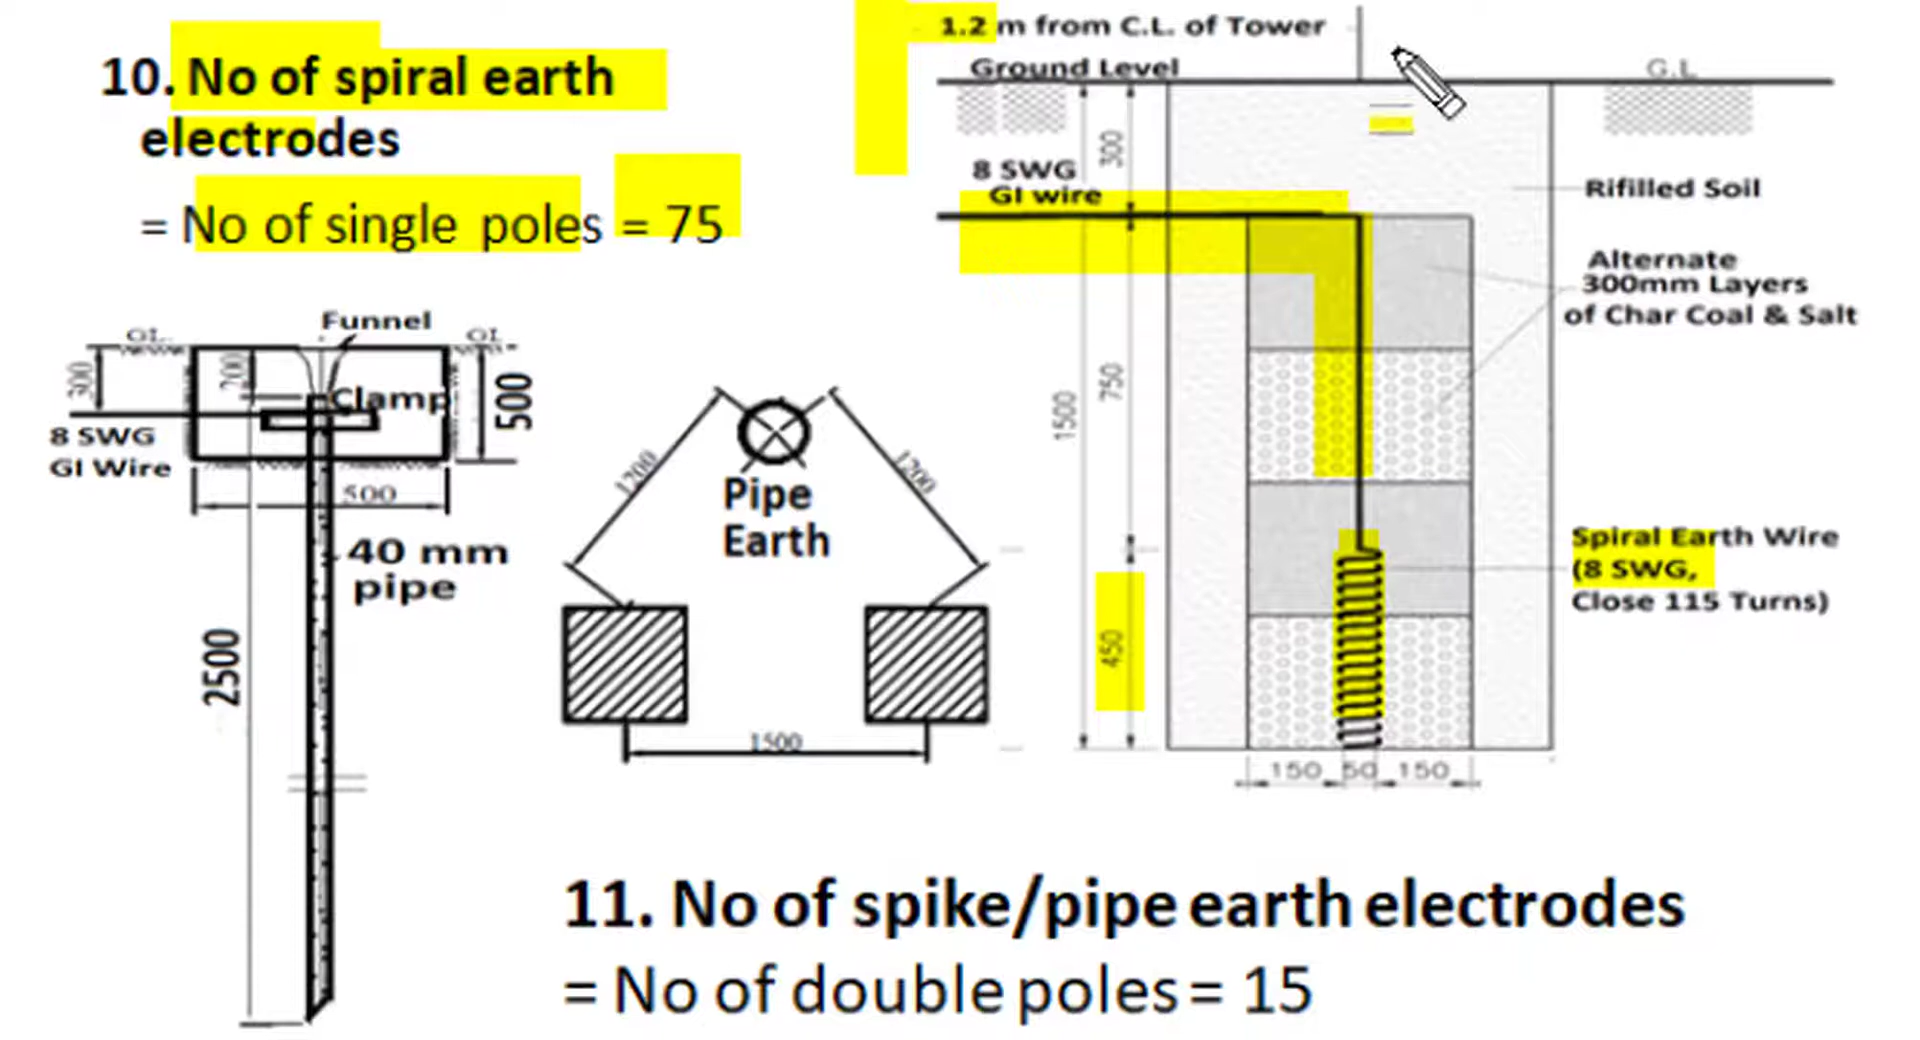 10. No of spiral earth
electrodes
= No of single poles = 75
1.2 m from C.L. of Tower
Ground Level
G.L
300
8 SWG
GI wire
Rifilled Soil
Alternate
300mm Layers
of Char Coal & Salt
750
1500
Spiral Earth Wire
(8 SWG,
Close 115 Turns)
450
150 50 150
Funnel
GL.
GL
300
200
Clamp
500
8 SWG
GI Wire
500
40 mm
pipe
2500
1200
1200
Pipe
Earth
1500
11. No of spike/pipe earth electrodes
= No of double poles = 15